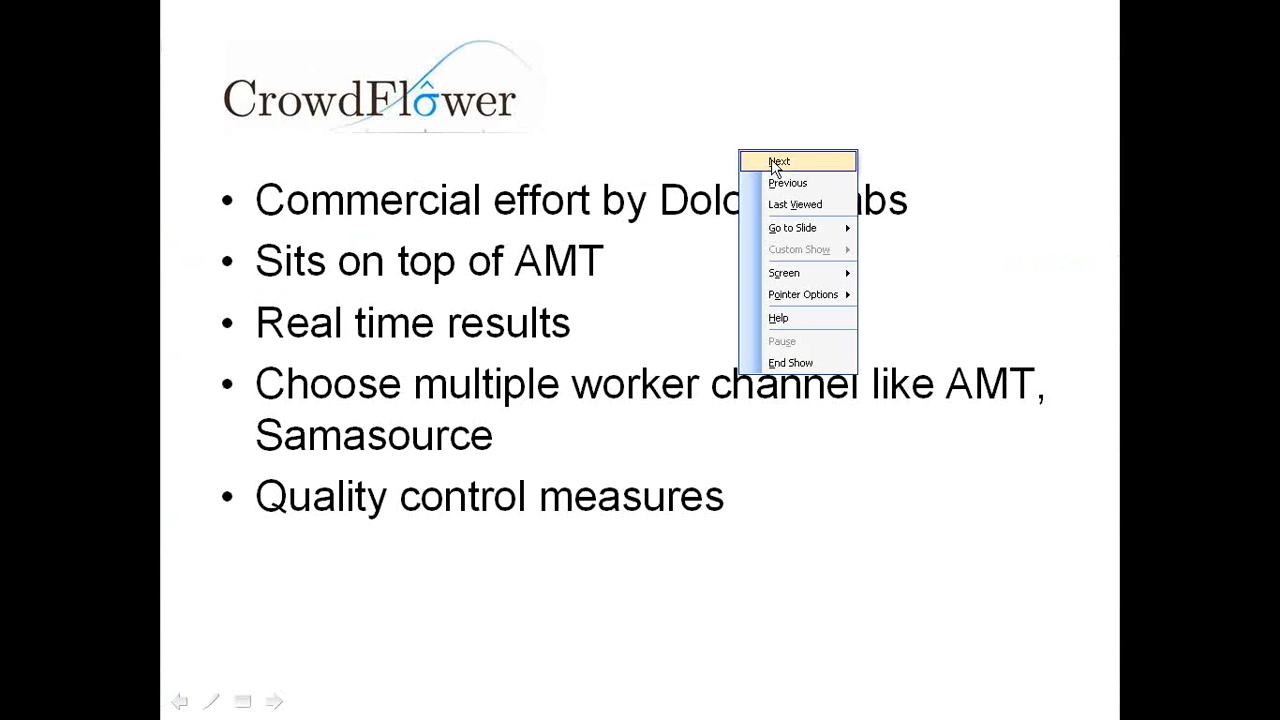 CrowdFlower
• Commercial effort by Dolo abs
• Sits on top of AMT
• Real time results
• Choose multiple worker channel like AMT,
Samasource
• Quality control measures
Next
Previous
Last Viewed
Go to Slide
Custom Show
Screen
Pointer Options
Help
Pause
End Show